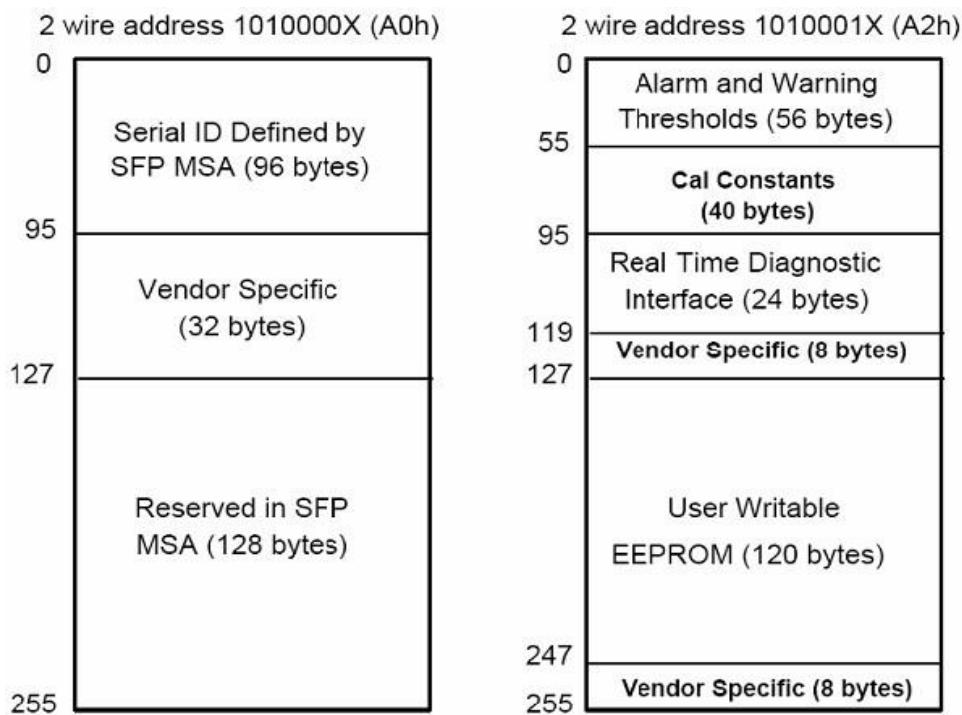 2 wire address 1010000X (A0h)
0
Serial ID Defined by
SFP MSA (96 bytes)
95
Vendor Specific
(32 bytes)
127
Reserved in SFP
MSA (128 bytes)
255
2 wire address 1010001X (A2h)
0
Alarm and Warning
Thresholds (56 bytes)
55
Cal Constants
(40 bytes)
95
Real Time Diagnostic
Interface (24 bytes)
119
Vendor Specific (8 bytes)
127
User Writable
EEPROM (120 bytes)
247
Vendor Specific (8 bytes)
255